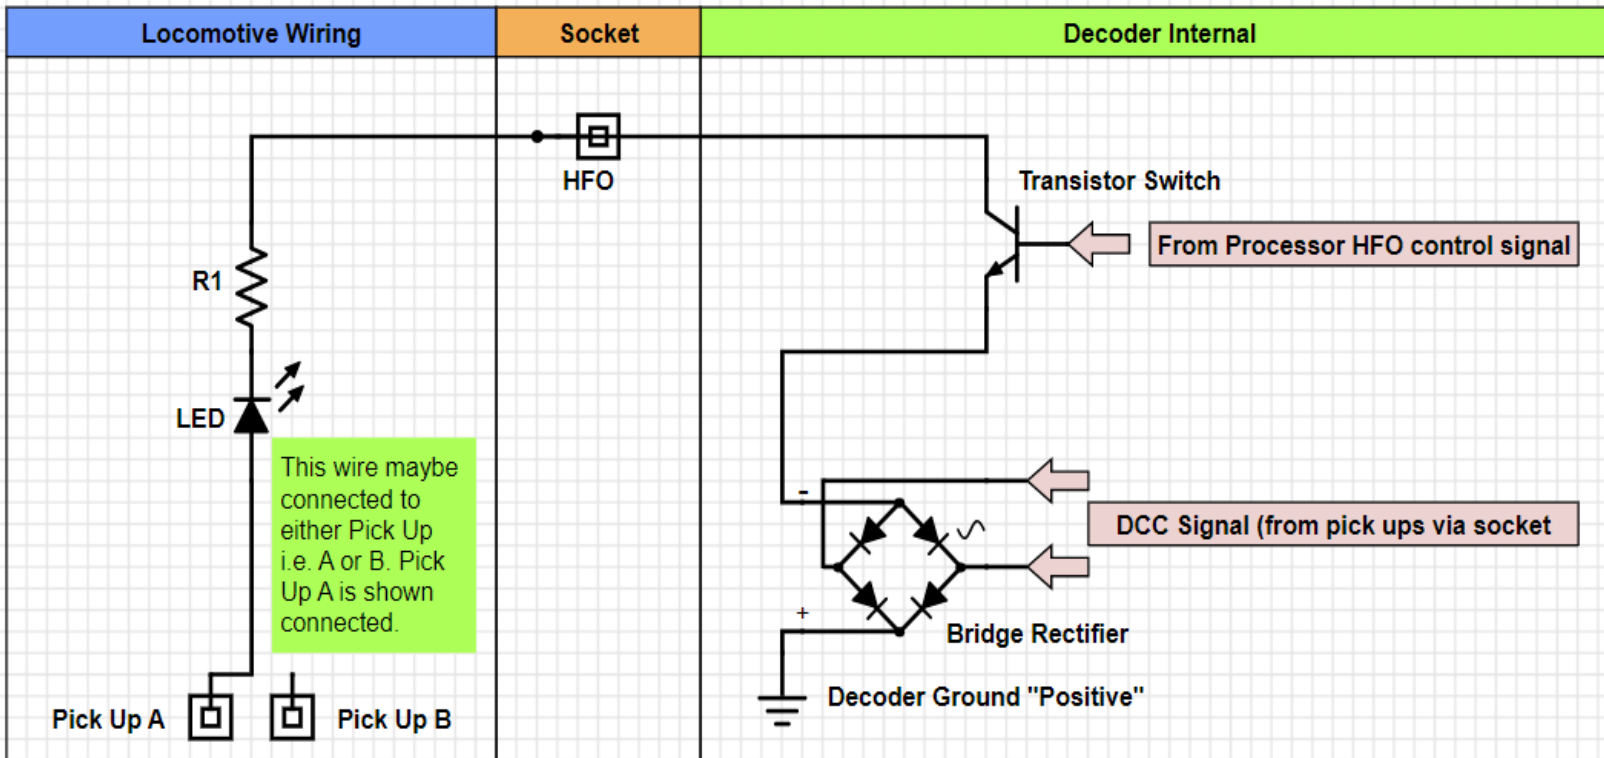 Locomotive Wiring
Socket
Decoder Internal
HFO
Transistor Switch
From Processor HFO control signal
R1
LED
This wire maybe
connected to
either Pick Up
i.e. A or B. Pick
Up A is shown
connected.
-
DCC Signal (from pick ups via socket
+
Bridge Rectifier
Decoder Ground "Positive"
Pick Up A
Pick Up B